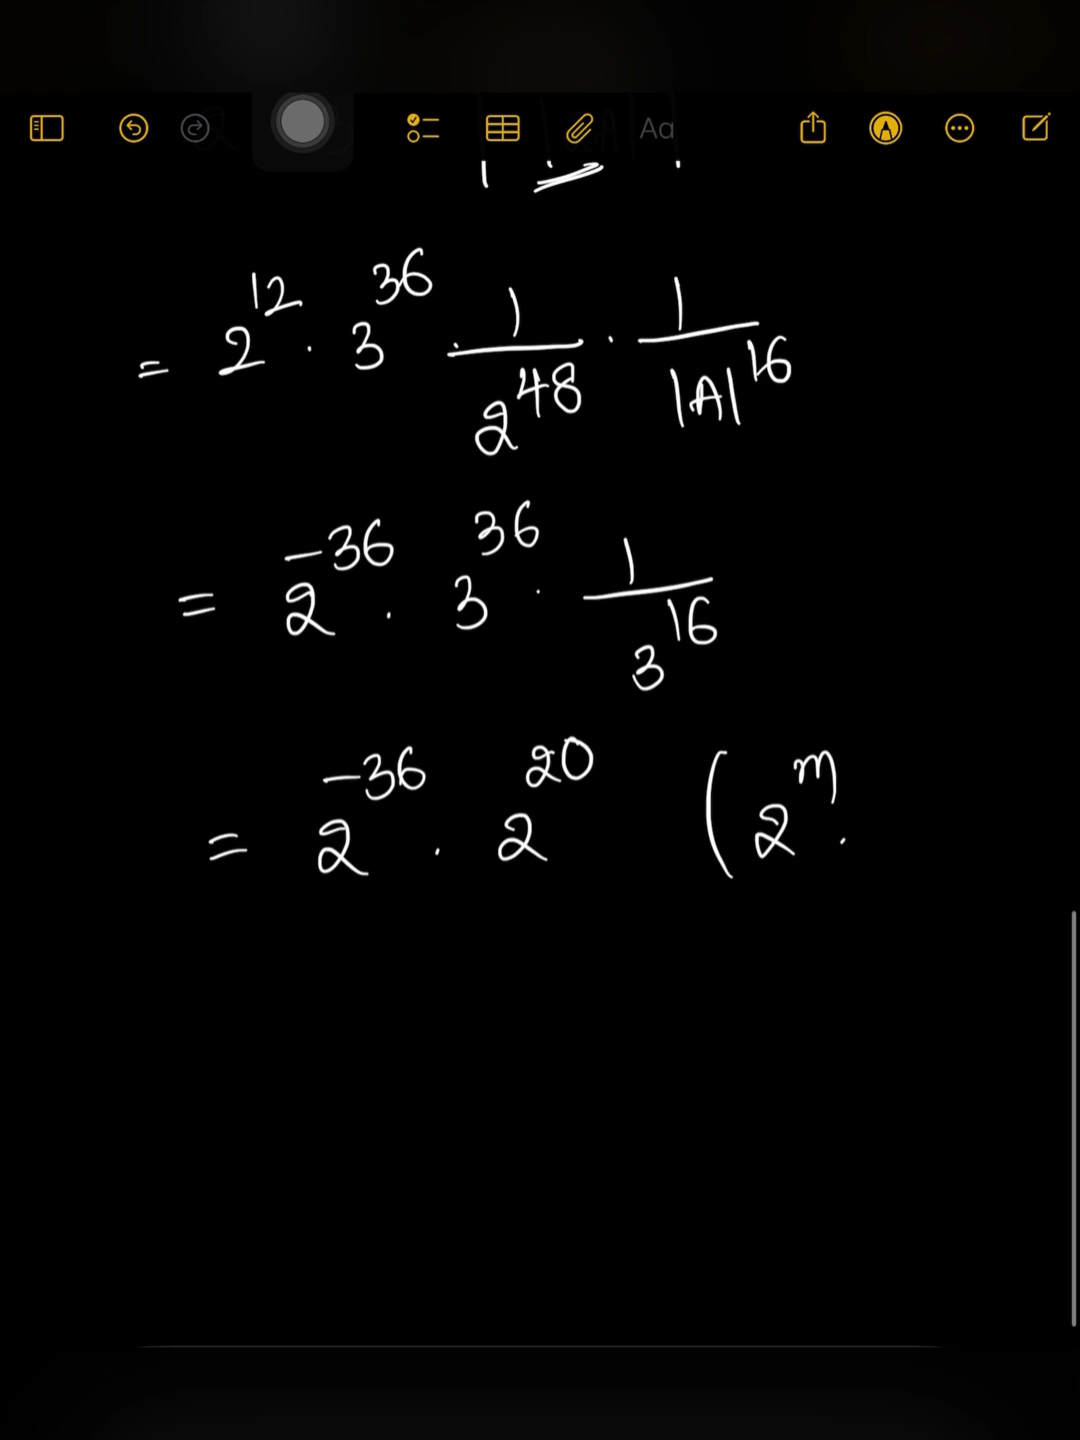 Aa
= 2^12 . 3^36 . 1/2^48 . 1/|A|^16
= 2^-36 . 3^36 . 1/3^16
= 2^-36 . 2^20 (2^m .